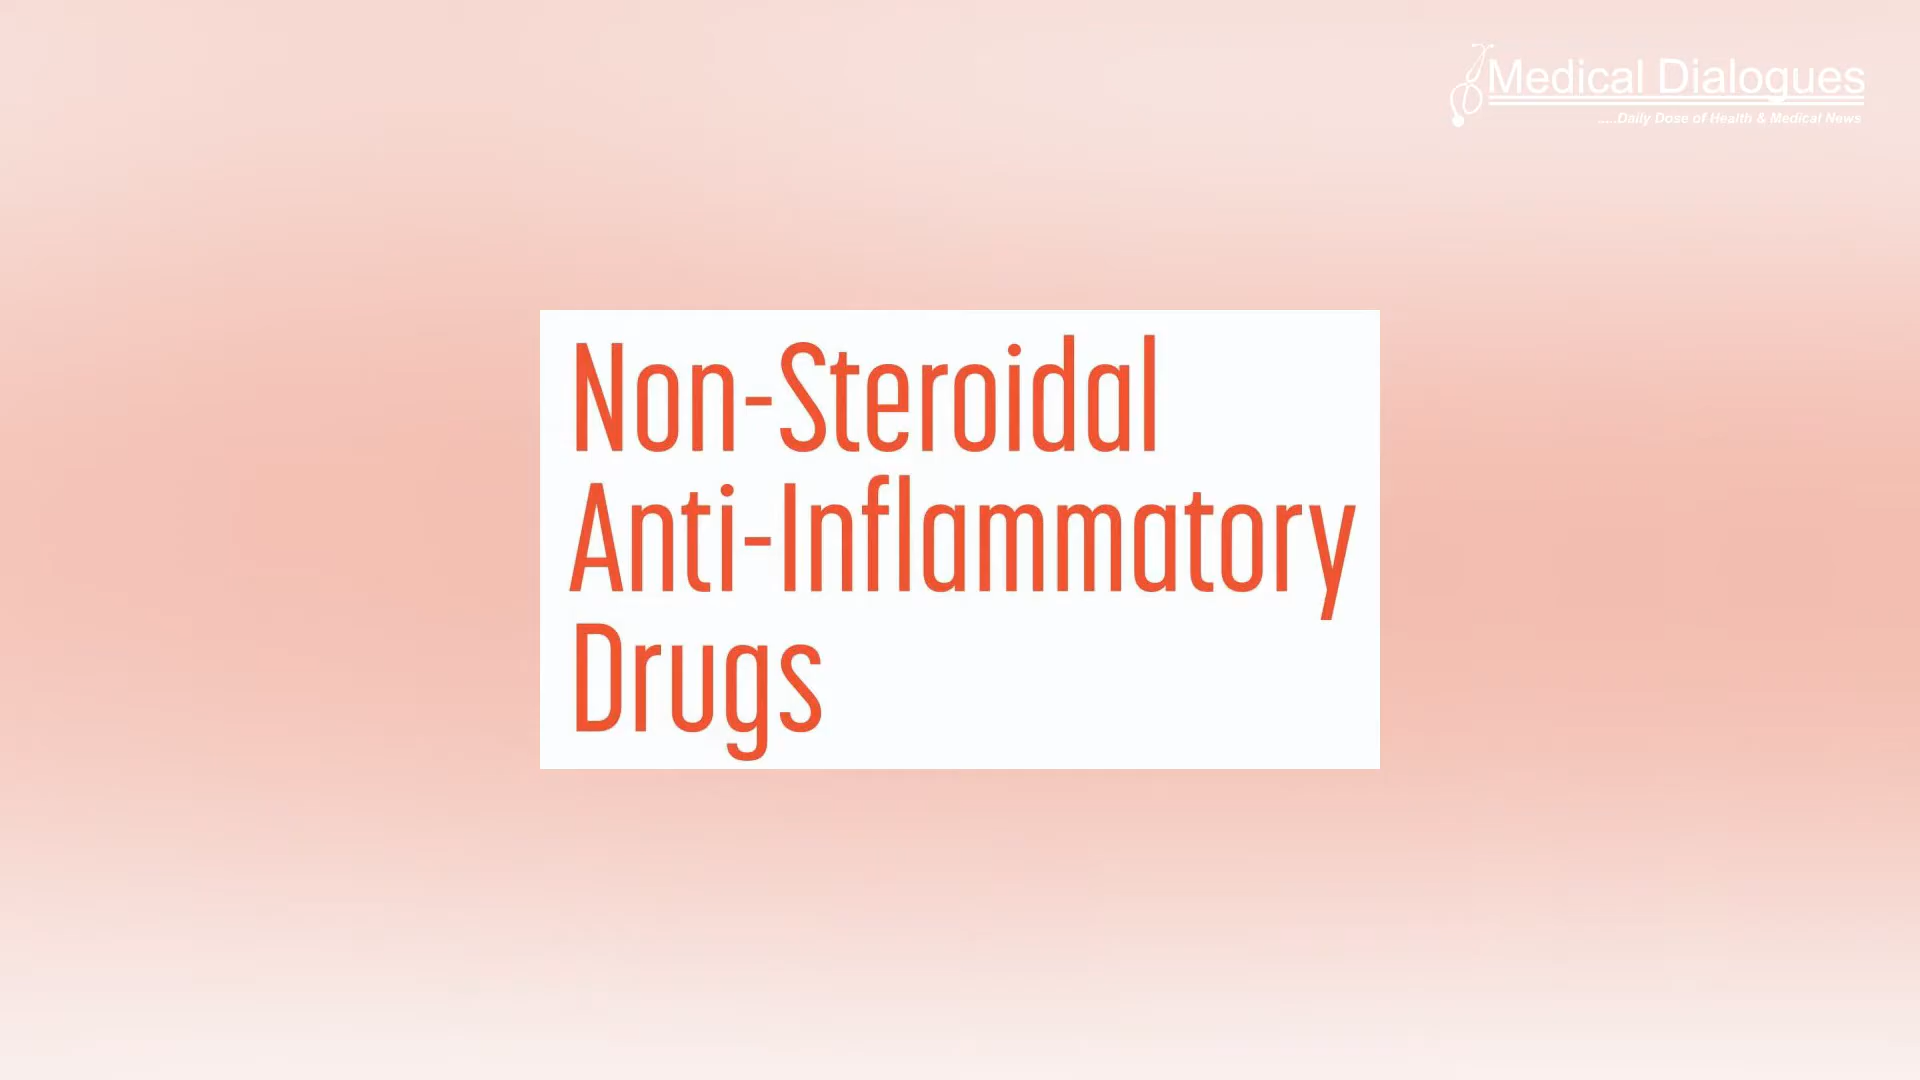 Medical Dialogues
.....Daily Dose of Health & Medical News
Non-Steroidal
Anti-Inflammatory
Drugs